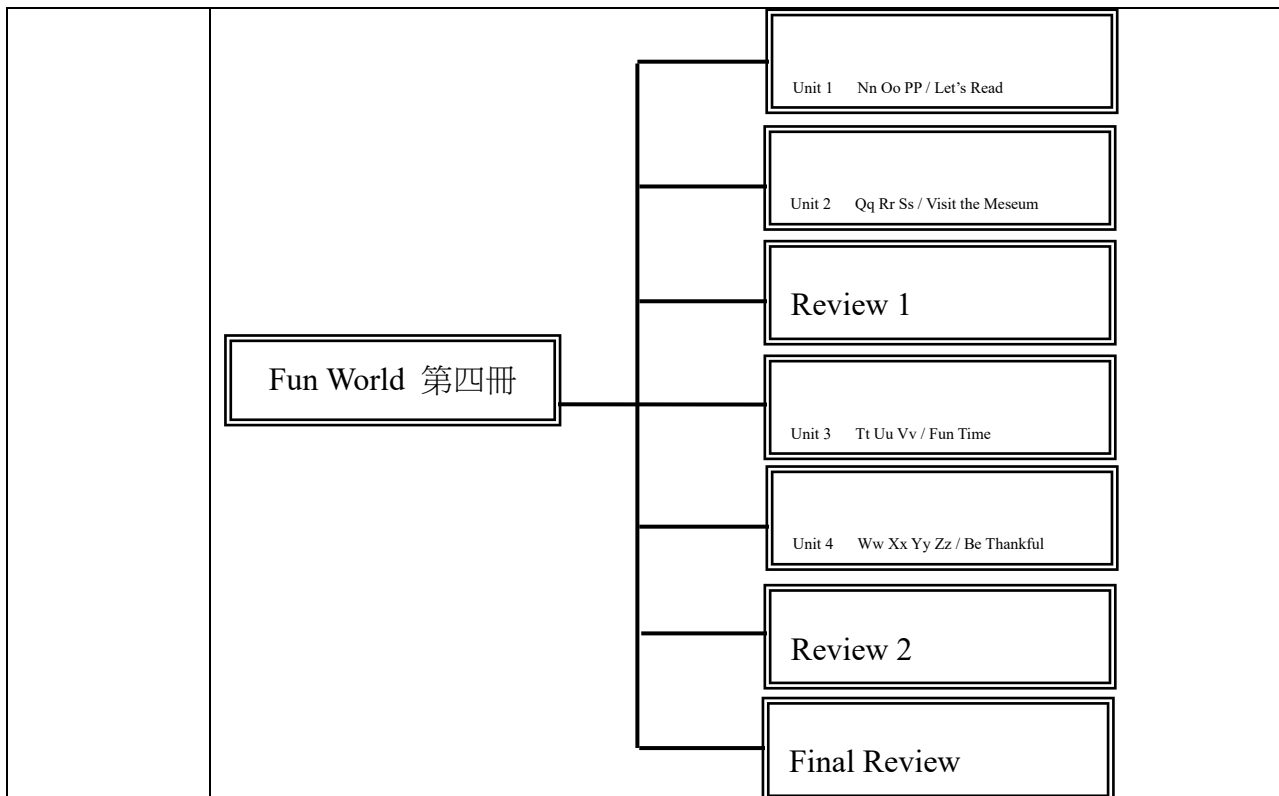 Unit 1 Nn Oo PP / Let’s Read
Unit 2 Qq Rr Ss / Visit the Meseum
Review 1
Fun World 第四冊
Unit 3 Tt Uu Vv / Fun Time
Unit 4 Ww Xx Yy Zz / Be Thankful
Review 2
Final Review